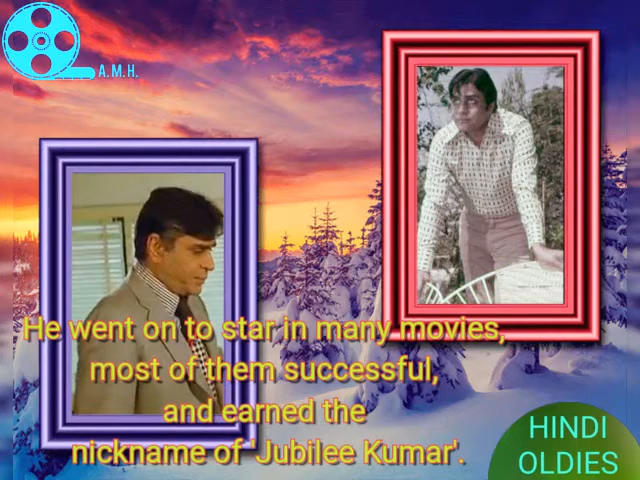 A.M.H.
He went on to star in many movies,
most of them successful,
and earned the
nickname of 'Jubilee Kumar'.
HINDI
OLDIES